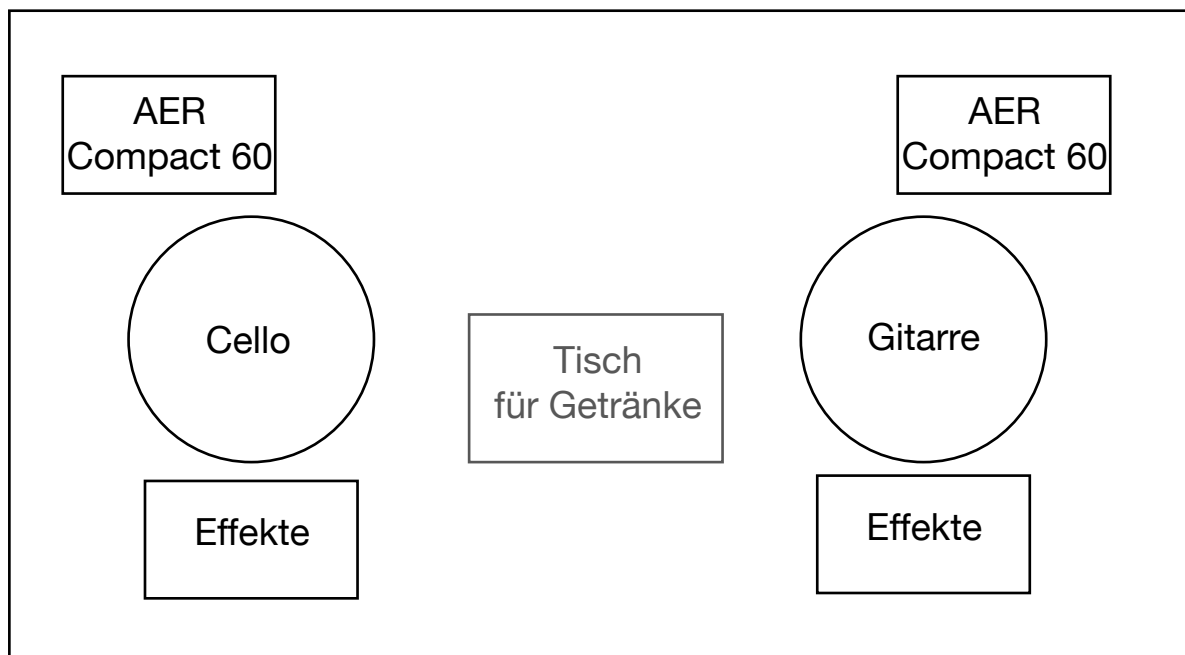 AER
Compact 60
AER
Compact 60
Cello
Gitarre
Tisch
für Getränke
Effekte
Effekte